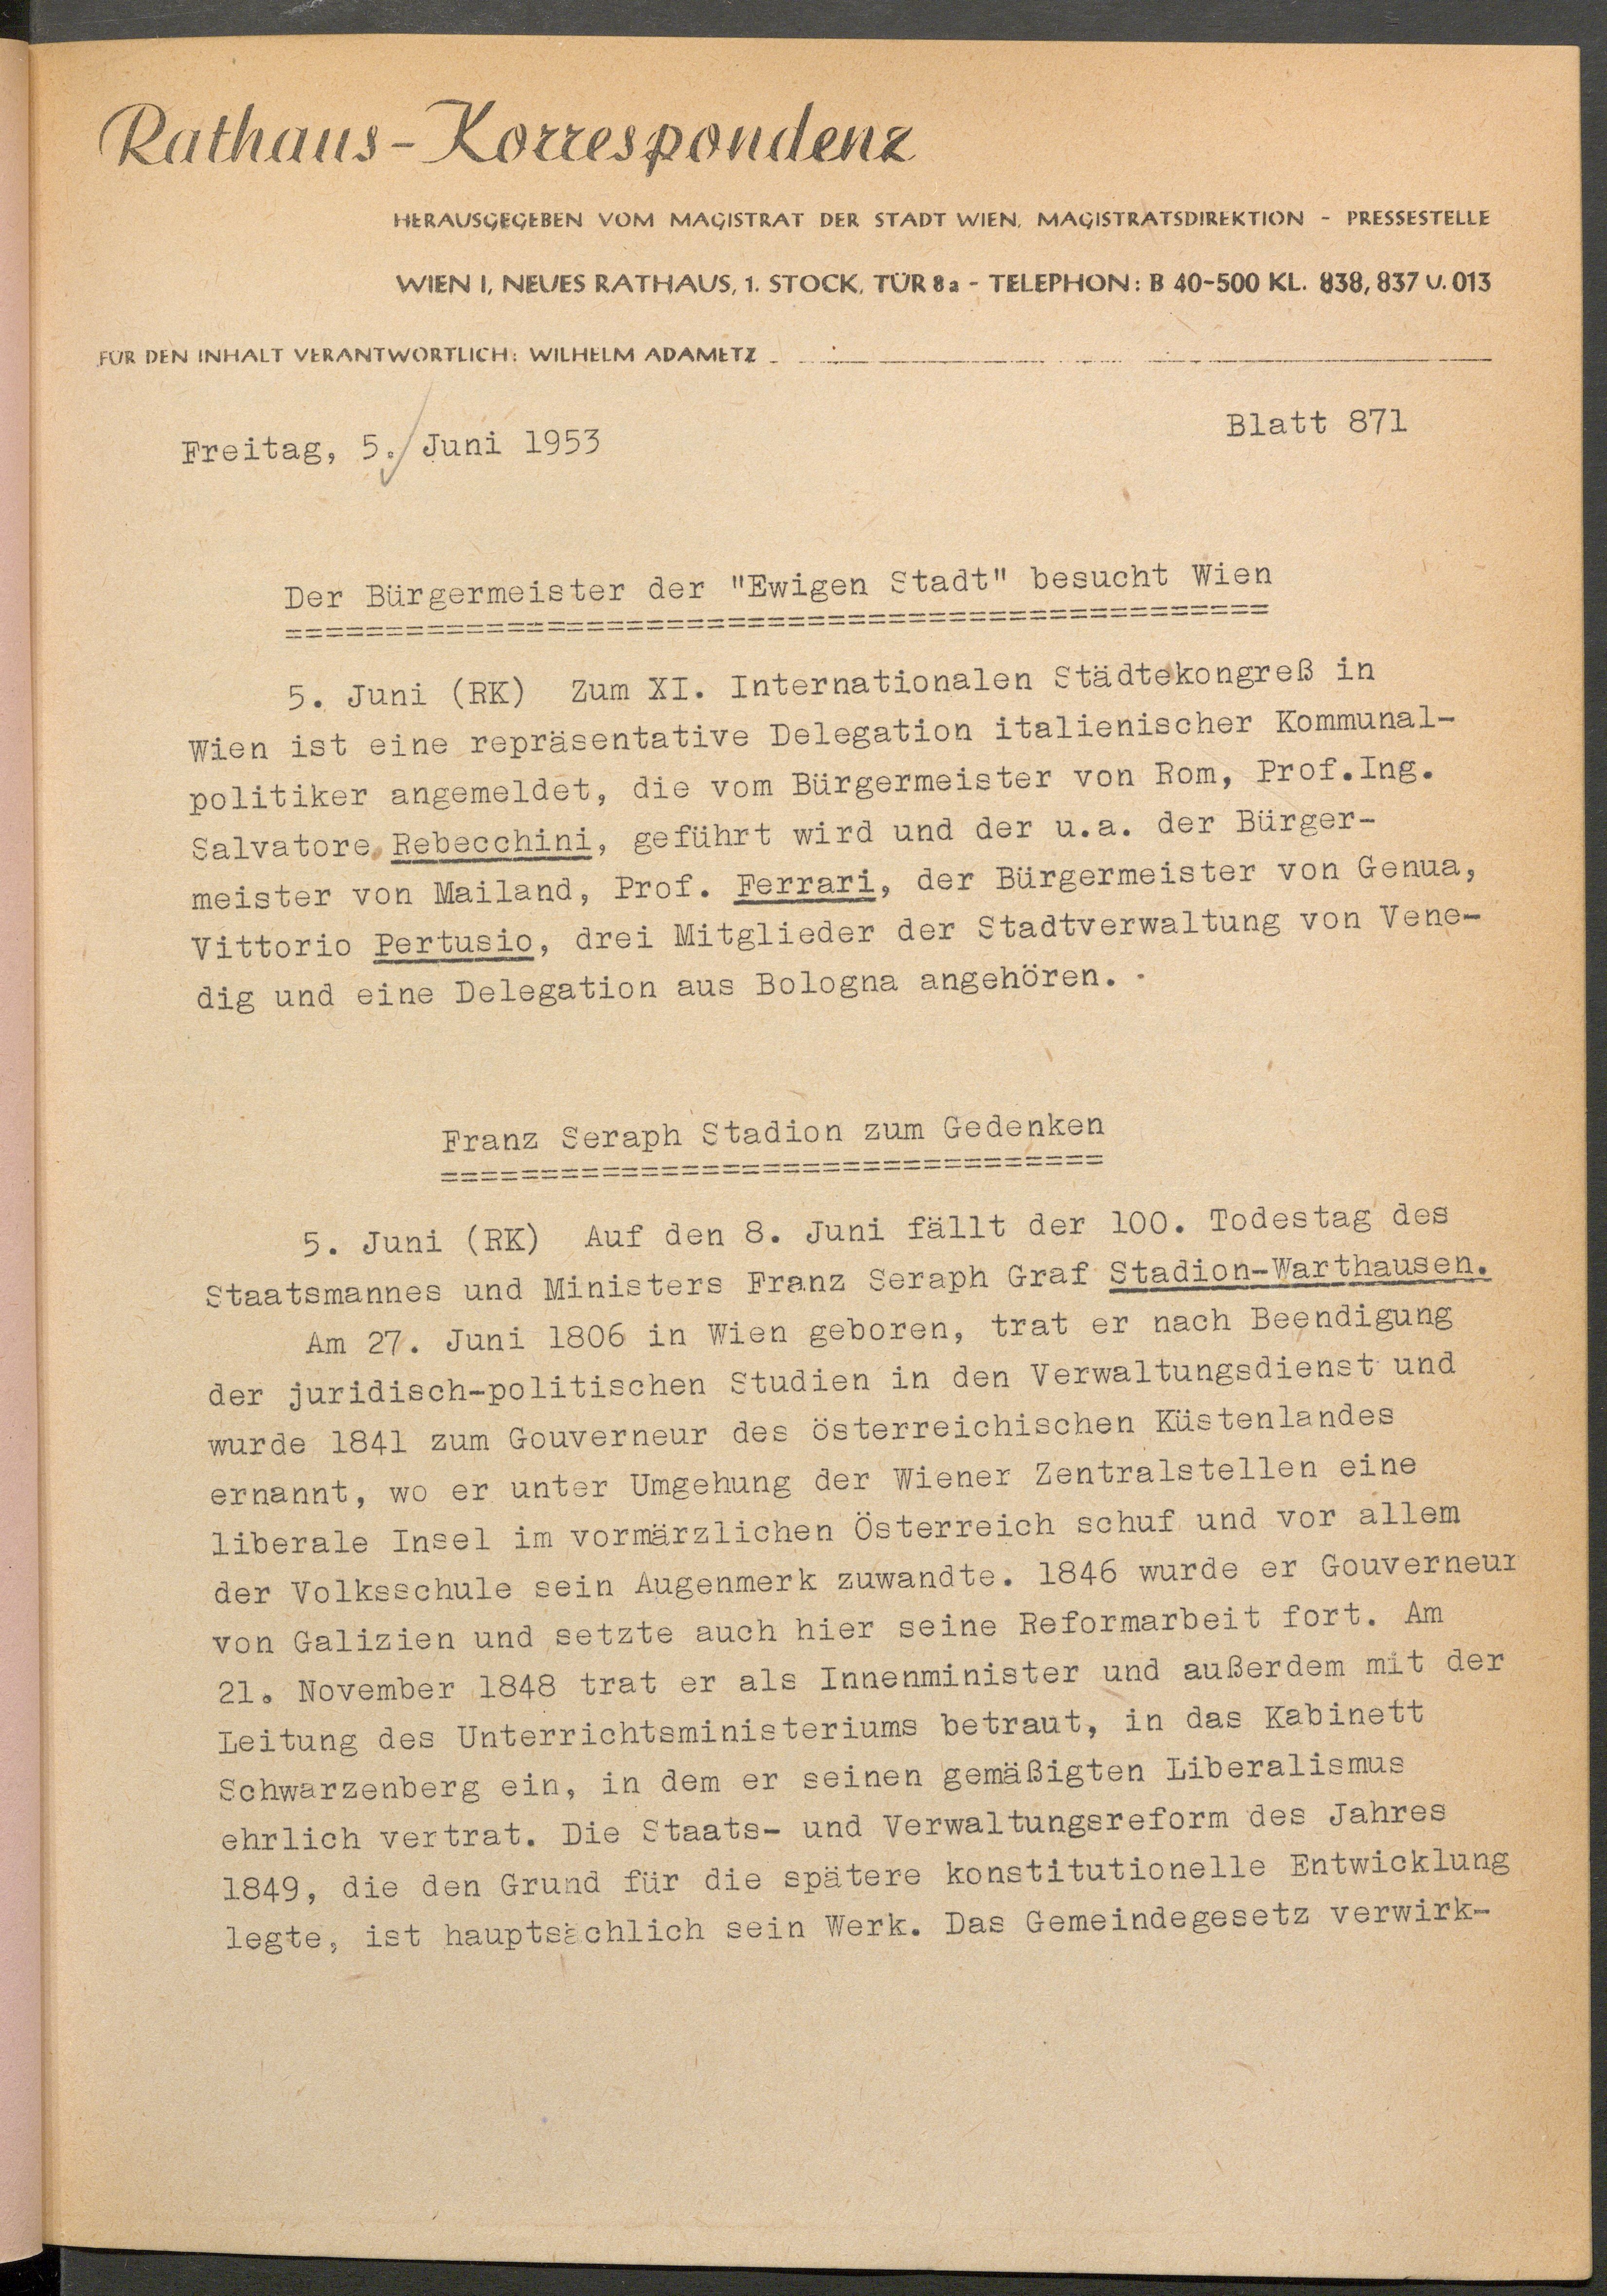 Rathaus-Korrespondenz
HERAUSGEGEBEN VOM MAGISTRAT DER STADT WIEN, MAGISTRATSDIREKTION - PRESSESTELLE
WIEN I, NEUES RATHAUS, 1. STOCK, TÜR 8a - TELEPHON: B 40-500 KL. 838, 837 U. 013
FÜR DEN INHALT VERANTWORTLICH: WILHELM ADAMETZ
Blatt 871
Freitag, 5. Juni 1953
Der Bürgermeister der "Ewigen Stadt" besucht Wien
=================================================
5. Juni (RK) Zum XI. Internationalen Städtekongreß in
Wien ist eine repräsentative Delegation italienischer Kommunal-
politiker angemeldet, die vom Bürgermeister von Rom, Prof.Ing.
Salvatore Rebecchini, geführt wird und der u.a. der Bürger-
meister von Mailand, Prof. Ferrari, der Bürgermeister von Genua,
Vittorio Pertusio, drei Mitglieder der Stadtverwaltung von Vene-
dig und eine Delegation aus Bologna angehören.
Franz Seraph Stadion zum Gedenken
=================================
5. Juni (RK) Auf den 8. Juni fällt der 100. Todestag des
Staatsmannes und Ministers Franz Seraph Graf Stadion-Warthausen.
Am 27. Juni 1806 in Wien geboren, trat er nach Beendigung
der juridisch-politischen Studien in den Verwaltungsdienst und
wurde 1841 zum Gouverneur des österreichischen Küstenlandes
ernannt, wo er unter Umgehung der Wiener Zentralstellen eine
liberale Insel im vormärzlichen Österreich schuf und vor allem
der Volksschule sein Augenmerk zuwandte. 1846 wurde er Gouverneur
von Galizien und setzte auch hier seine Reformarbeit fort. Am
21. November 1848 trat er als Innenminister und außerdem mit der
Leitung des Unterrichtsministeriums betraut, in das Kabinett
Schwarzenberg ein, in dem er seinen gemäßigten Liberalismus
ehrlich vertrat. Die Staats- und Verwaltungsreform des Jahres
1849, die den Grund für die spätere konstitutionelle Entwicklung
legte, ist hauptsächlich sein Werk. Das Gemeindegesetz verwirk-